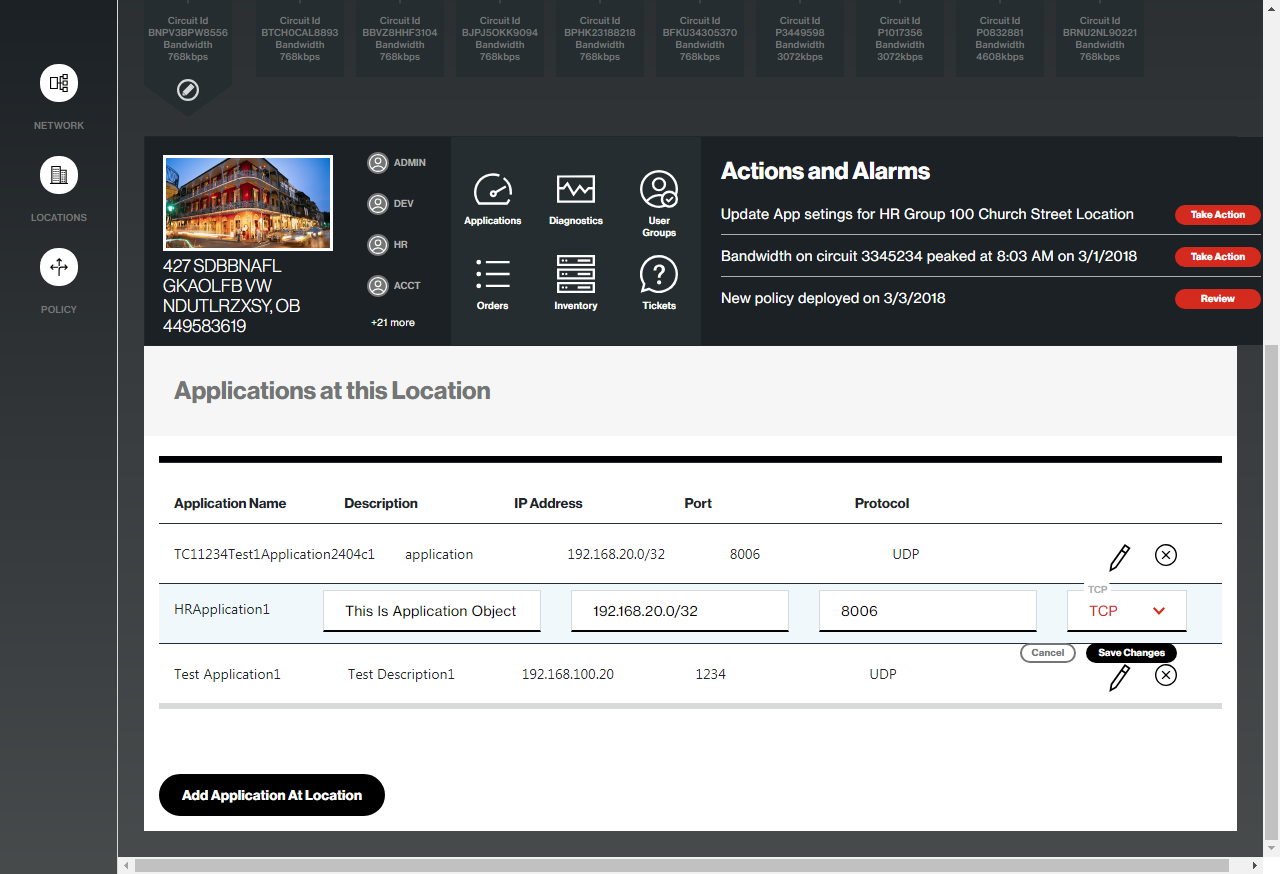 Circuit Id
BNPV3BPW8556
Bandwidth
768kbps
Circuit Id
BTCH0CAL8893
Bandwidth
768kbps
Circuit Id
BBVZ8HHF3104
Bandwidth
768kbps
Circuit Id
BJPJ5OKK9094
Bandwidth
768kbps
Circuit Id
BPHK23188218
Bandwidth
768kbps
Circuit Id
BFKU34305370
Bandwidth
768kbps
Circuit Id
P3449598
Bandwidth
3072kbps
Circuit Id
P1017356
Bandwidth
3072kbps
Circuit Id
P0832881
Bandwidth
4608kbps
Circuit Id
BRNU2NL90221
Bandwidth
768kbps
NETWORK
LOCATIONS
POLICY
427 SDBBNAFL
GKAOLFB VW
NDUTLRZXSY, OB
449583619
ADMIN
DEV
HR
ACCT
+21 more
Applications
Diagnostics
User
Groups
Orders
Inventory
Tickets
Actions and Alarms
Update App setings for HR Group 100 Church Street Location
Take Action
Bandwidth on circuit 3345234 peaked at 8:03 AM on 3/1/2018
Take Action
New policy deployed on 3/3/2018
Review
Applications at this Location
Application Name Description IP Address Port Protocol
TC11234Test1Application2404c1 application 192.168.20.0/32 8006 UDP
TCP
HRApplication1 This Is Application Object 192.168.20.0/32 8006 TCP
Cancel Save Changes
Test Application1 Test Description1 192.168.100.20 1234 UDP
Add Application At Location